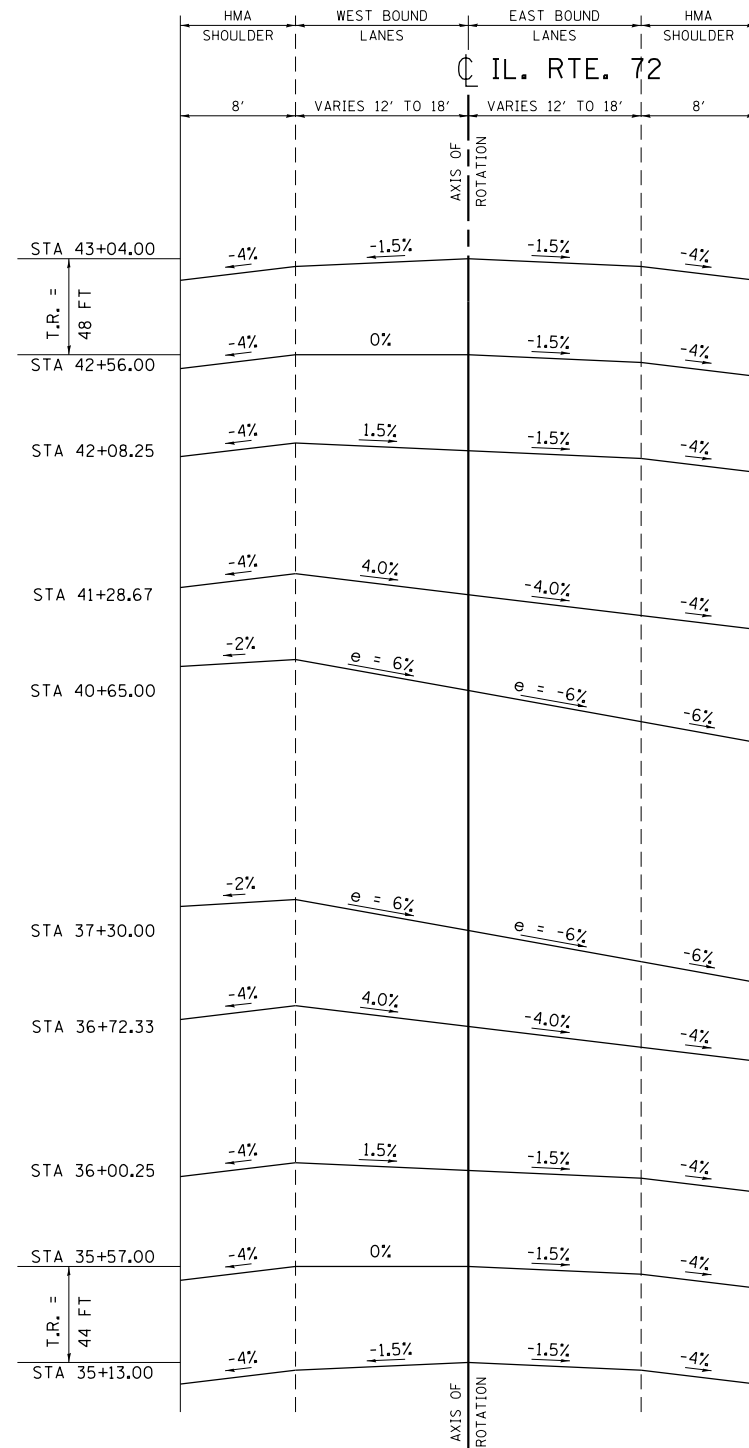 HMA WEST BOUND EAST BOUND HMA
SHOULDER LANES LANES SHOULDER
℄ IL. RTE. 72
8' VARIES 12' TO 18' VARIES 12' TO 18' 8'
AXIS OF
ROTATION
STA 43+04.00 -4% -1.5% -1.5% -4%
T.R. =
48 FT
STA 42+56.00 -4% 0% -1.5% -4%
STA 42+08.25 -4% 1.5% -1.5% -4%
STA 41+28.67 -4% 4.0% -4.0% -4%
STA 40+65.00 -2% e = 6% e = -6% -6%
STA 37+30.00 -2% e = 6% e = -6% -6%
STA 36+72.33 -4% 4.0% -4.0% -4%
STA 36+00.25 -4% 1.5% -1.5% -4%
STA 35+57.00 -4% 0% -1.5% -4%
T.R. =
44 FT
STA 35+13.00 -4% -1.5% -1.5% -4%
AXIS OF
ROTATION